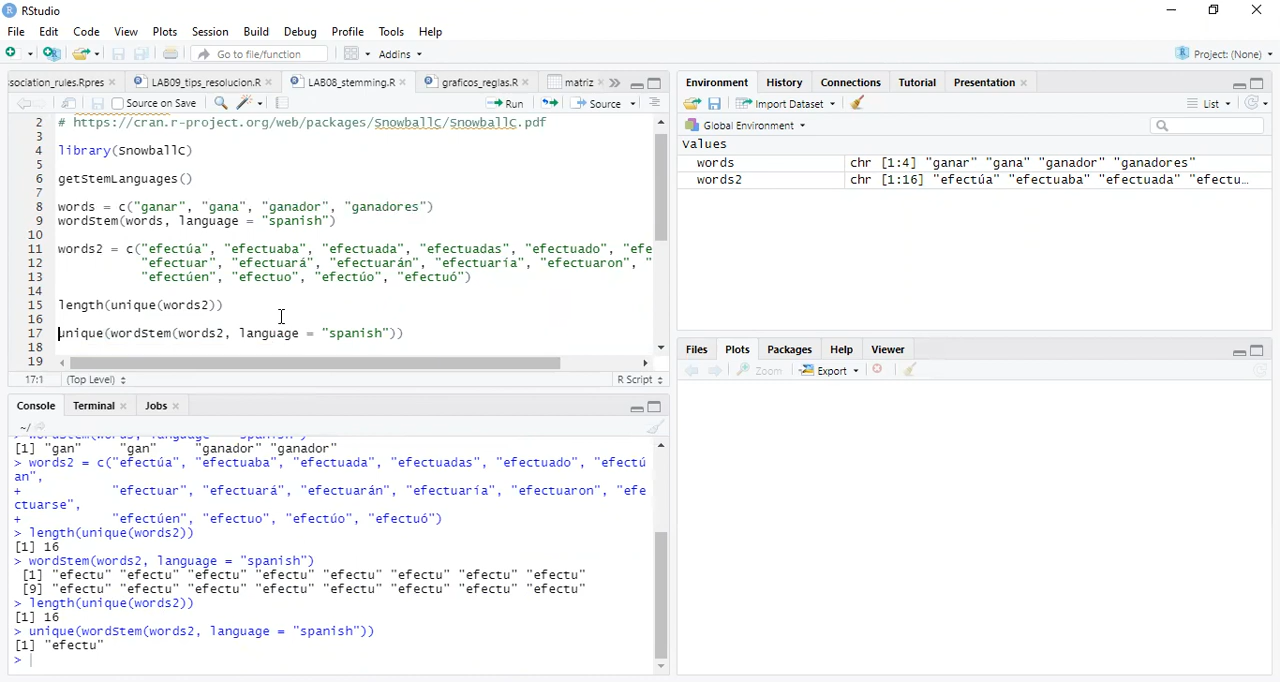 RStudio
File Edit Code View Plots Session Build Debug Profile Tools Help
Go to file/function Addins Project: (None)
sociation_rules.Rpres LAB09_tips_resolucion.R LAB08_stemming.R graficos_reglas.R matriz
Source on Save Run Source
2 # https://cran.r-project.org/web/packages/SnowballC/SnowballC.pdf
3
4 library(SnowballC)
5
6 getStemLanguages()
7
8 words = c("ganar", "gana", "ganador", "ganadores")
9 wordStem(words, language = "spanish")
10
11 words2 = c("efectúa", "efectuaba", "efectuada", "efectuadas", "efectuado", "efe
12 "efectuar", "efectuará", "efectuarán", "efectuaría", "efectuaron", "
13 "efectúen", "efectuo", "efectúo", "efectuó")
14
15 length(unique(words2))
16
17 unique(wordStem(words2, language = "spanish"))
18
19
17:1 (Top Level) R Script
Console Terminal Jobs
~/
> wordStem(words, language = "spanish")
[1] "gan" "gan" "ganador" "ganador"
> words2 = c("efectúa", "efectuaba", "efectuada", "efectuadas", "efectuado", "efectú
an",
+ "efectuar", "efectuará", "efectuarán", "efectuaría", "efectuaron", "efe
ctuarse",
+ "efectúen", "efectuo", "efectúo", "efectuó")
> length(unique(words2))
[1] 16
> wordStem(words2, language = "spanish")
[1] "efectu" "efectu" "efectu" "efectu" "efectu" "efectu" "efectu" "efectu"
[9] "efectu" "efectu" "efectu" "efectu" "efectu" "efectu" "efectu" "efectu"
> length(unique(words2))
[1] 16
> unique(wordStem(words2, language = "spanish"))
[1] "efectu"
>
Environment History Connections Tutorial Presentation
Import Dataset List
Global Environment
Values
words chr [1:4] "ganar" "gana" "ganador" "ganadores"
words2 chr [1:16] "efectúa" "efectuaba" "efectuada" "efectu…
Files Plots Packages Help Viewer
Zoom Export